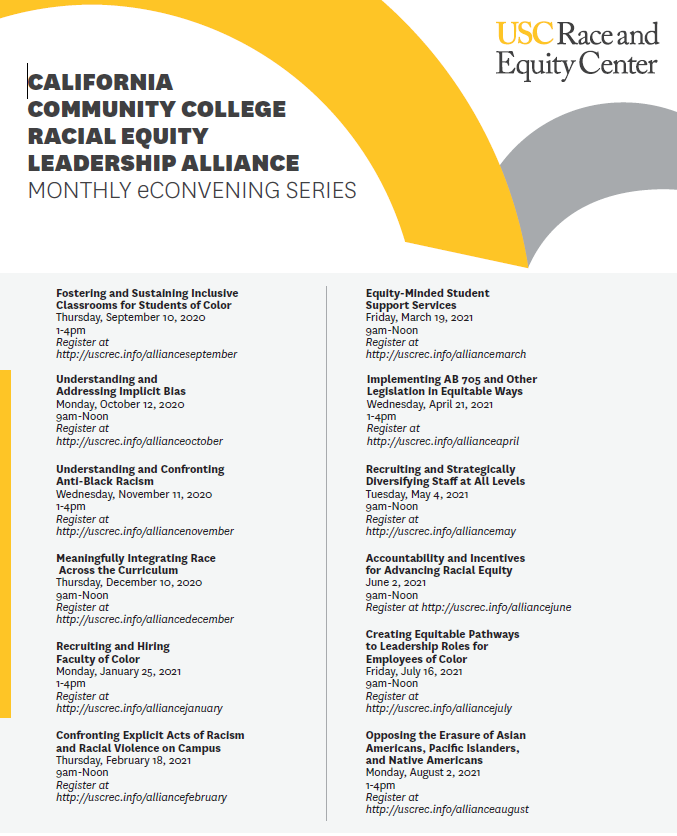 USC Race and
Equity Center
CALIFORNIA
COMMUNITY COLLEGE
RACIAL EQUITY
LEADERSHIP ALLIANCE
MONTHLY eCONVENING SERIES
Fostering and Sustaining Inclusive
Classrooms for Students of Color
Thursday, September 10, 2020
1-4pm
Register at
http://uscrec.info/allianceseptember
Understanding and
Addressing Implicit Bias
Monday, October 12, 2020
9am-Noon
Register at
http://uscrec.info/allianceoctober
Understanding and Confronting
Anti-Black Racism
Wednesday, November 11, 2020
1-4pm
Register at
http://uscrec.info/alliancenovember
Meaningfully Integrating Race
Across the Curriculum
Thursday, December 10, 2020
9am-Noon
Register at
http://uscrec.info/alliancedecember
Recruiting and Hiring
Faculty of Color
Monday, January 25, 2021
1-4pm
Register at
http://uscrec.info/alliancejanuary
Confronting Explicit Acts of Racism
and Racial Violence on Campus
Thursday, February 18, 2021
9am-Noon
Register at
http://uscrec.info/alliancefebruary
Equity-Minded Student
Support Services
Friday, March 19, 2021
9am-Noon
Register at
http://uscrec.info/alliancemarch
Implementing AB 705 and Other
Legislation in Equitable Ways
Wednesday, April 21, 2021
1-4pm
Register at
http://uscrec.info/allianceapril
Recruiting and Strategically
Diversifying Staff at All Levels
Tuesday, May 4, 2021
9am-Noon
Register at
http://uscrec.info/alliancemay
Accountability and Incentives
for Advancing Racial Equity
June 2, 2021
9am-Noon
Register at http://uscrec.info/alliancejune
Creating Equitable Pathways
to Leadership Roles for
Employees of Color
Friday, July 16, 2021
9am-Noon
Register at
http://uscrec.info/alliancejuly
Opposing the Erasure of Asian
Americans, Pacific Islanders,
and Native Americans
Monday, August 2, 2021
1-4pm
Register at
http://uscrec.info/allianceaugust